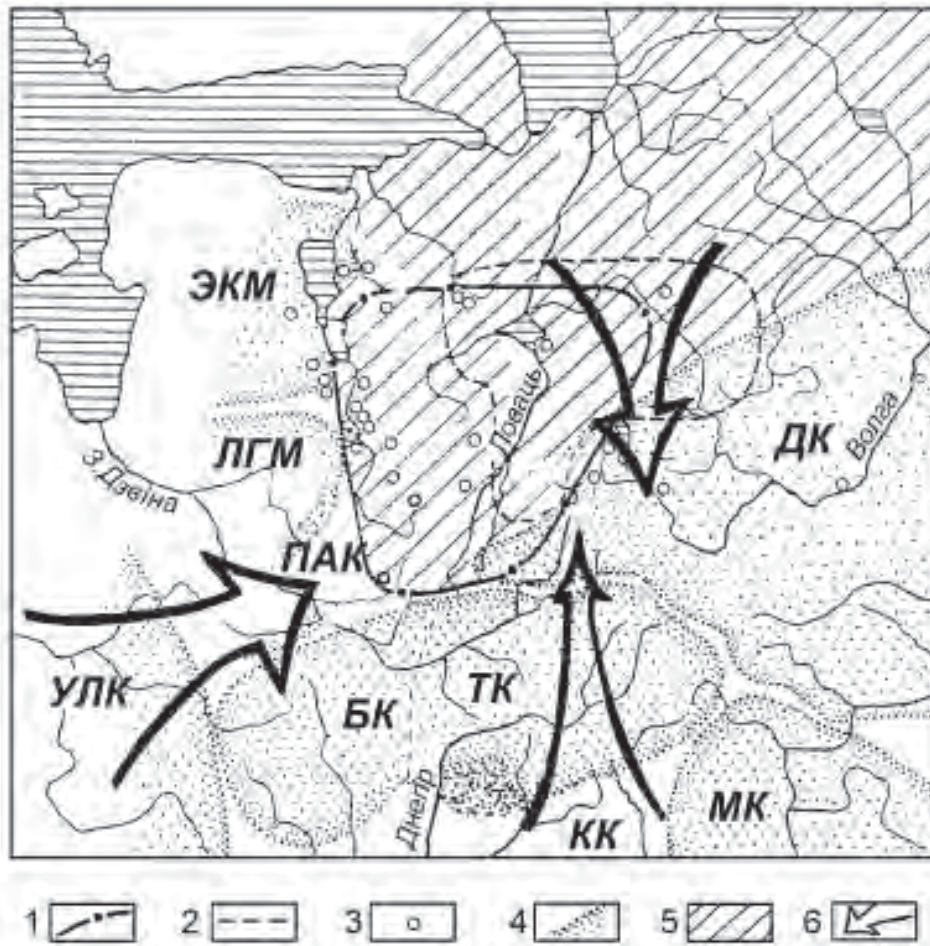 ЭКМ
Ловаць
ДК
Волга
ЛГМ
З.Дзвіна
ПАК
УЛК
БК
ТК
Днепр
КК
МК
1 2 3 4 5 6